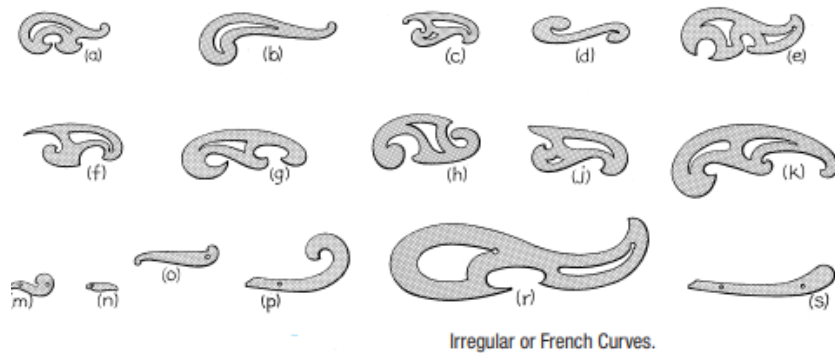 (a) (b) (c) (d) (e)
(f) (g) (h) (j) (k)
(m) (n) (o) (p) (r) (s)
Irregular or French Curves.